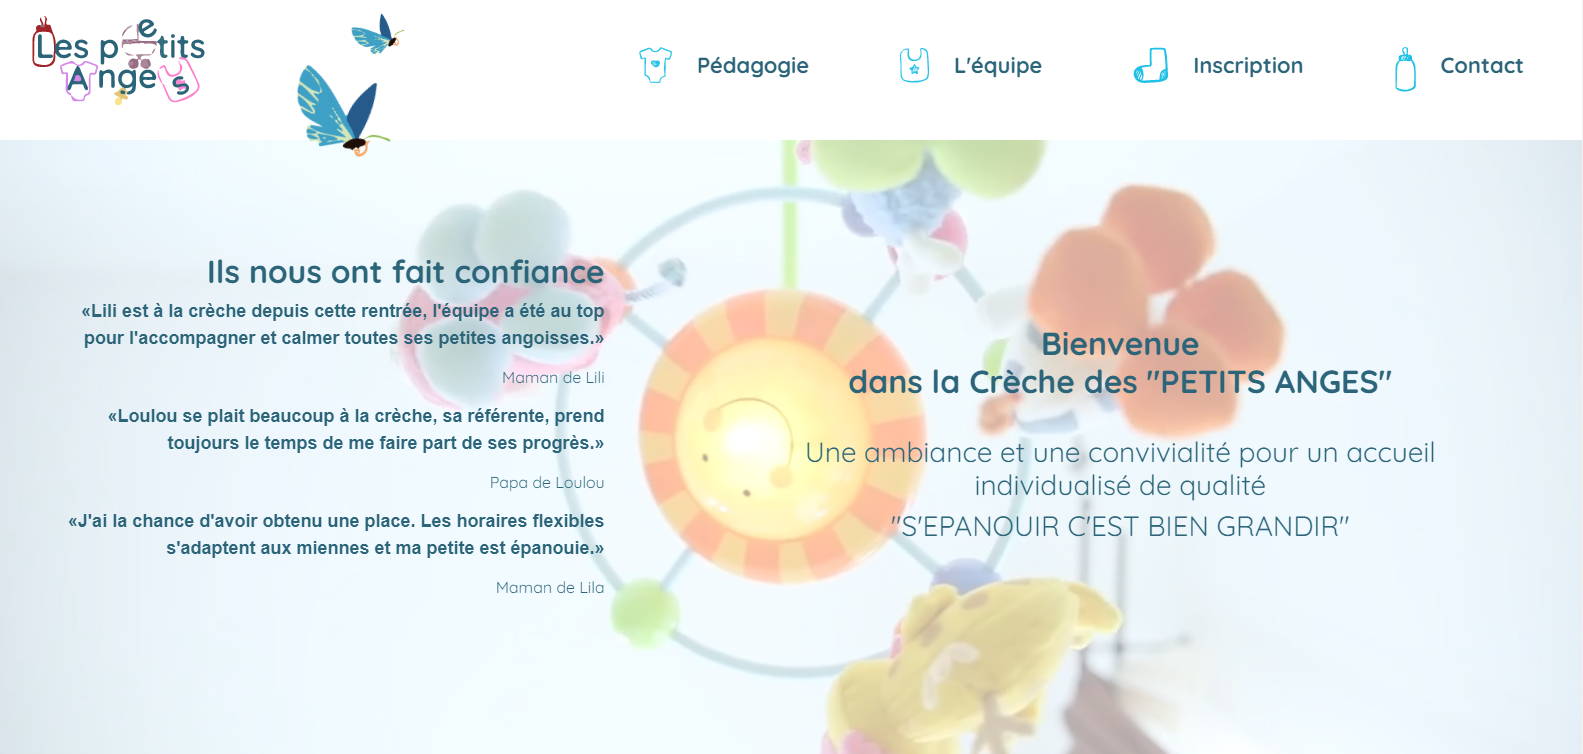 Les petits
Anges
Pédagogie
L'équipe
Inscription
Contact
Ils nous ont fait confiance
«Lili est à la crèche depuis cette rentrée, l'équipe a été au top
pour l'accompagner et calmer toutes ses petites angoisses.»
Maman de Lili
«Loulou se plait beaucoup à la crèche, sa référente, prend
toujours le temps de me faire part de ses progrès.»
Papa de Loulou
«J'ai la chance d'avoir obtenu une place. Les horaires flexibles
s'adaptent aux miennes et ma petite est épanouie.»
Maman de Lila
Bienvenue
dans la Crèche des "PETITS ANGES"
Une ambiance et une convivialité pour un accueil
individualisé de qualité
"S'EPANOUIR C'EST BIEN GRANDIR"